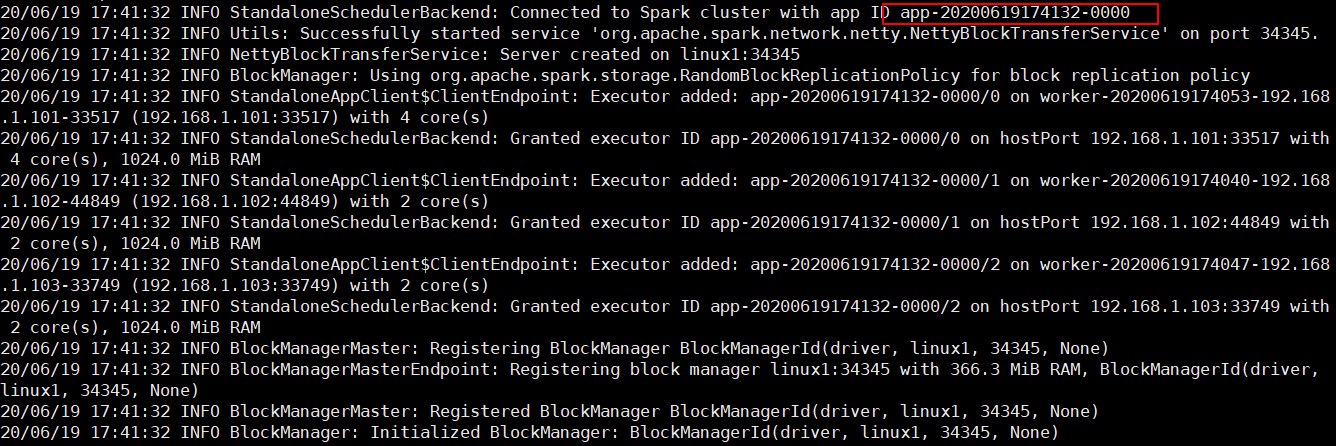 20/06/19 17:41:32 INFO StandaloneSchedulerBackend: Connected to Spark cluster with app ID app-20200619174132-0000
20/06/19 17:41:32 INFO Utils: Successfully started service 'org.apache.spark.network.netty.NettyBlockTransferService' on port 34345.
20/06/19 17:41:32 INFO NettyBlockTransferService: Server created on linux1:34345
20/06/19 17:41:32 INFO BlockManager: Using org.apache.spark.storage.RandomBlockReplicationPolicy for block replication policy
20/06/19 17:41:32 INFO StandaloneAppClient$ClientEndpoint: Executor added: app-20200619174132-0000/0 on worker-20200619174053-192.168
.1.101-33517 (192.168.1.101:33517) with 4 core(s)
20/06/19 17:41:32 INFO StandaloneSchedulerBackend: Granted executor ID app-20200619174132-0000/0 on hostPort 192.168.1.101:33517 with
 4 core(s), 1024.0 MiB RAM
20/06/19 17:41:32 INFO StandaloneAppClient$ClientEndpoint: Executor added: app-20200619174132-0000/1 on worker-20200619174040-192.168
.1.102-44849 (192.168.1.102:44849) with 2 core(s)
20/06/19 17:41:32 INFO StandaloneSchedulerBackend: Granted executor ID app-20200619174132-0000/1 on hostPort 192.168.1.102:44849 with
 2 core(s), 1024.0 MiB RAM
20/06/19 17:41:32 INFO StandaloneAppClient$ClientEndpoint: Executor added: app-20200619174132-0000/2 on worker-20200619174047-192.168
.1.103-33749 (192.168.1.103:33749) with 2 core(s)
20/06/19 17:41:32 INFO StandaloneSchedulerBackend: Granted executor ID app-20200619174132-0000/2 on hostPort 192.168.1.103:33749 with
 2 core(s), 1024.0 MiB RAM
20/06/19 17:41:32 INFO BlockManagerMaster: Registering BlockManager BlockManagerId(driver, linux1, 34345, None)
20/06/19 17:41:32 INFO BlockManagerMasterEndpoint: Registering block manager linux1:34345 with 366.3 MiB RAM, BlockManagerId(driver,
linux1, 34345, None)
20/06/19 17:41:32 INFO BlockManagerMaster: Registered BlockManager BlockManagerId(driver, linux1, 34345, None)
20/06/19 17:41:32 INFO BlockManager: Initialized BlockManager: BlockManagerId(driver, linux1, 34345, None)